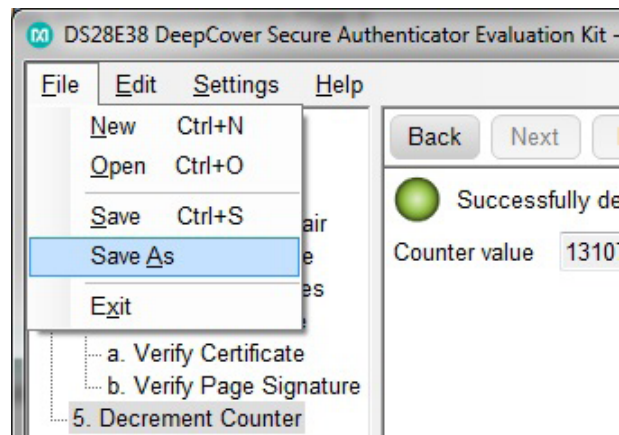 DS28E38 DeepCover Secure Authenticator Evaluation Kit -
File Edit Settings Help
New Ctrl+N
Open Ctrl+O
Save Ctrl+S
Save As
Exit
Back Next
Successfully de
Counter value 13107
air
e
es
a. Verify Certificate
b. Verify Page Signature
5. Decrement Counter